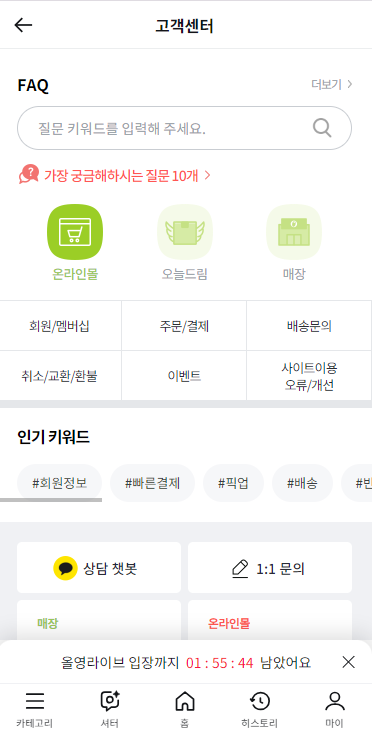 고객센터
FAQ
더보기
질문 키워드를 입력해 주세요.
가장 궁금해하시는 질문 10개
온라인몰
오늘드림
매장
회원/멤버십
주문/결제
배송문의
취소/교환/환불
이벤트
사이트이용
오류/개선
인기 키워드
#회원정보
#빠른결제
#픽업
#배송
상담 챗봇
1:1 문의
매장
온라인몰
올영라이브 입장까지 01 : 55 : 44 남았어요
카테고리
셔터
홈
히스토리
마이